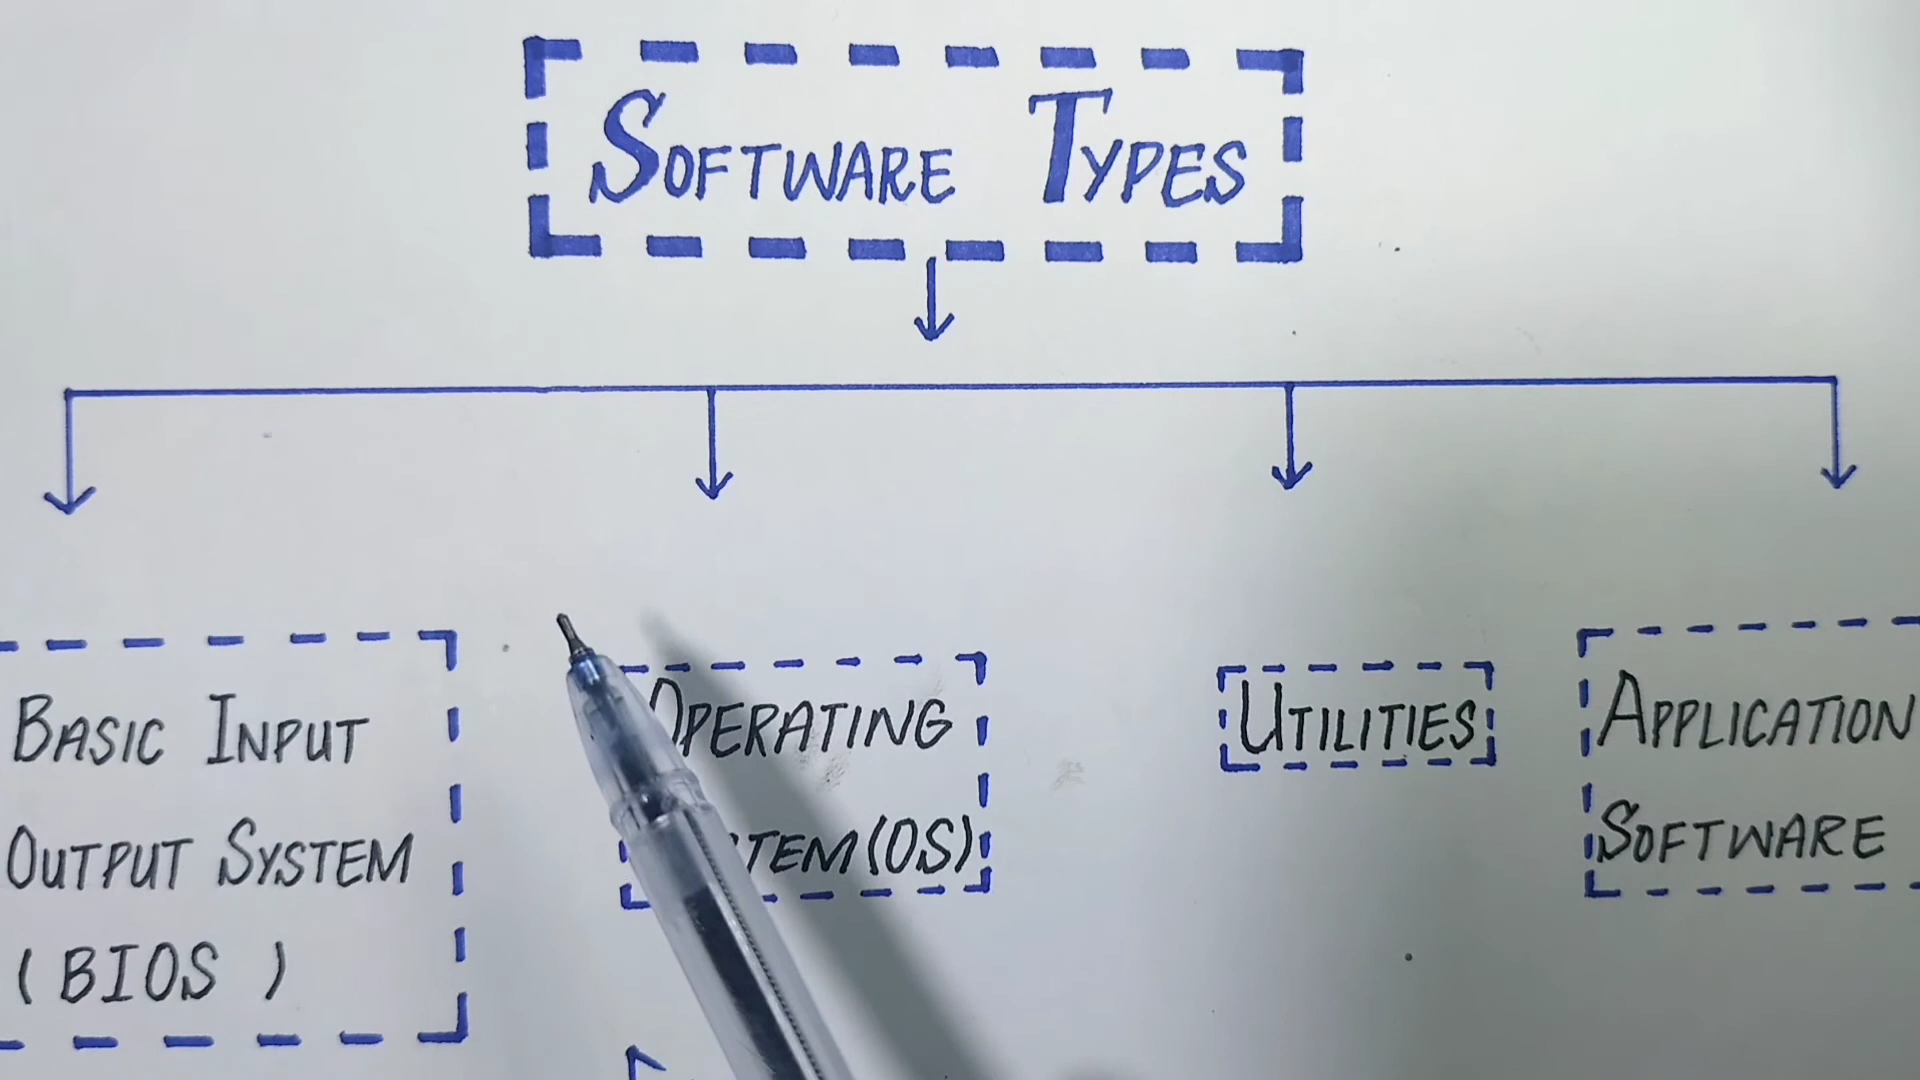 SOFTWARE TYPES
BASIC INPUT
OUTPUT SYSTEM
( BIOS )
OPERATING
(OS)
UTILITIES
APPLICATION
SOFTWARE